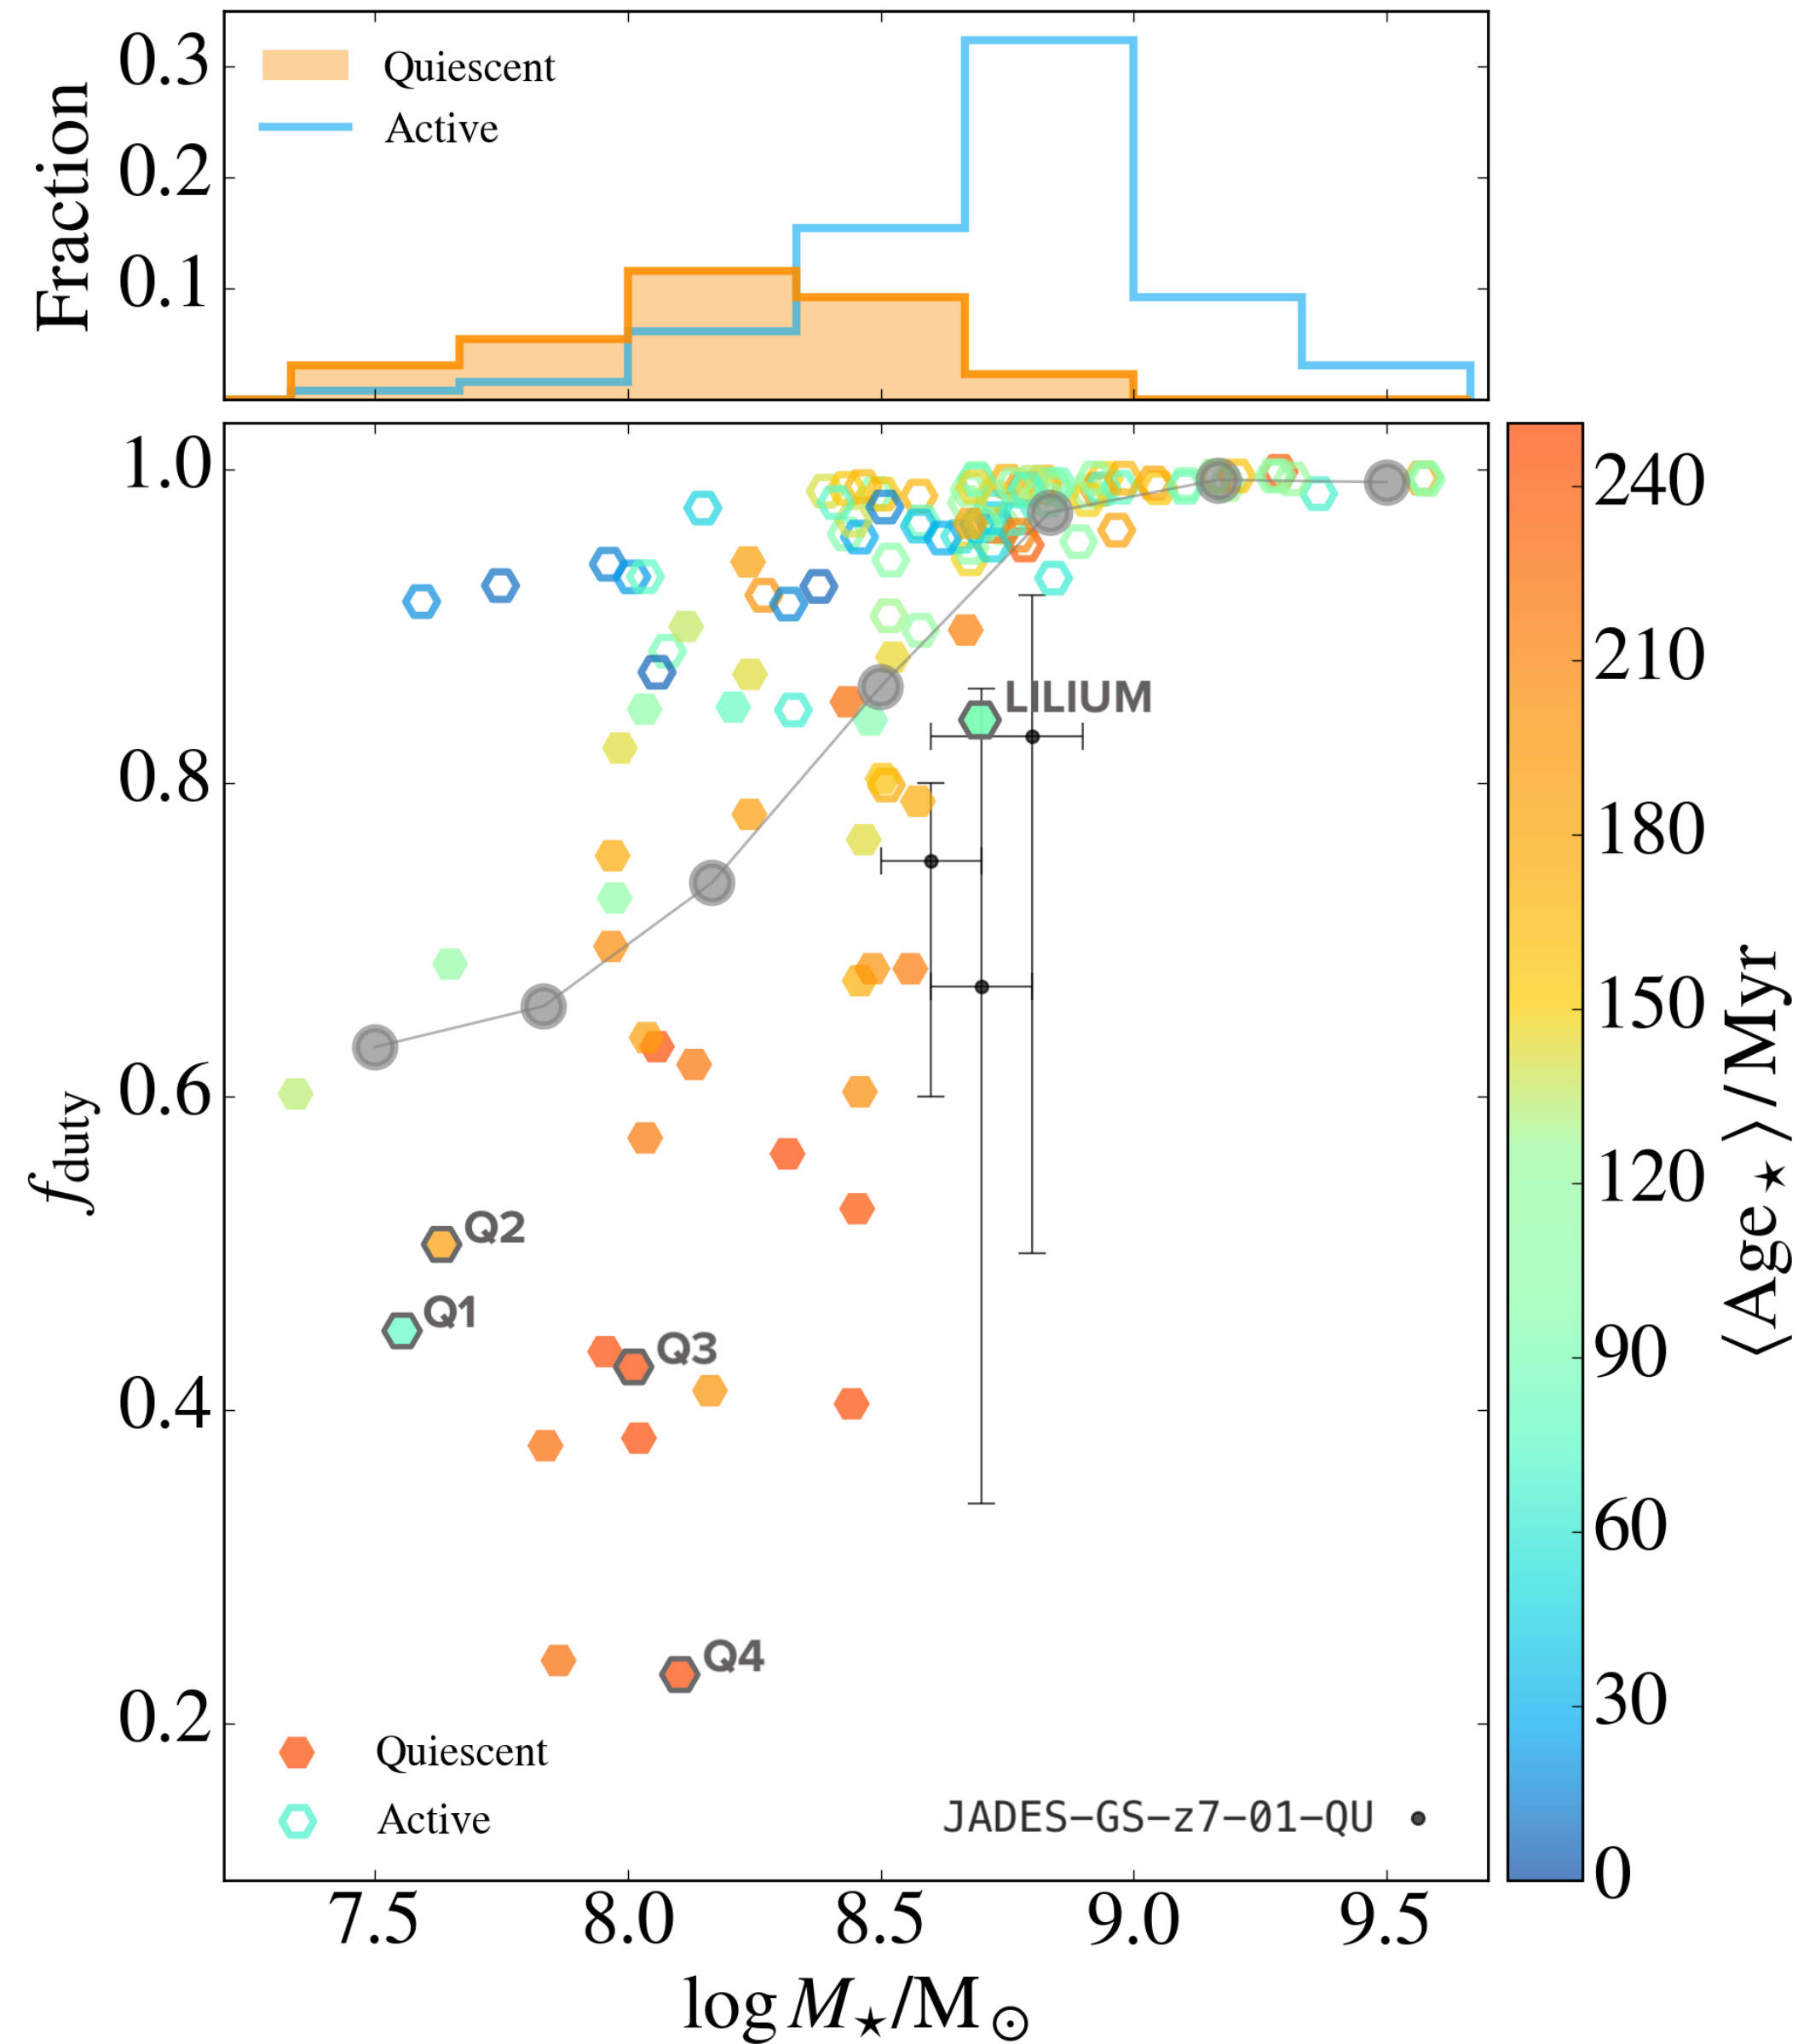 Fraction
0.3
0.2
0.1
Quiescent
Active
1.0
0.8
0.6
0.4
0.2
f_duty
LILIUM
Q2
Q1
Q3
Q4
Quiescent
Active
JADES-GS-z7-01-QU
7.5 8.0 8.5 9.0 9.5
log M★/M⊙
240
210
180
150
120
90
60
30
0
⟨Age★⟩/Myr